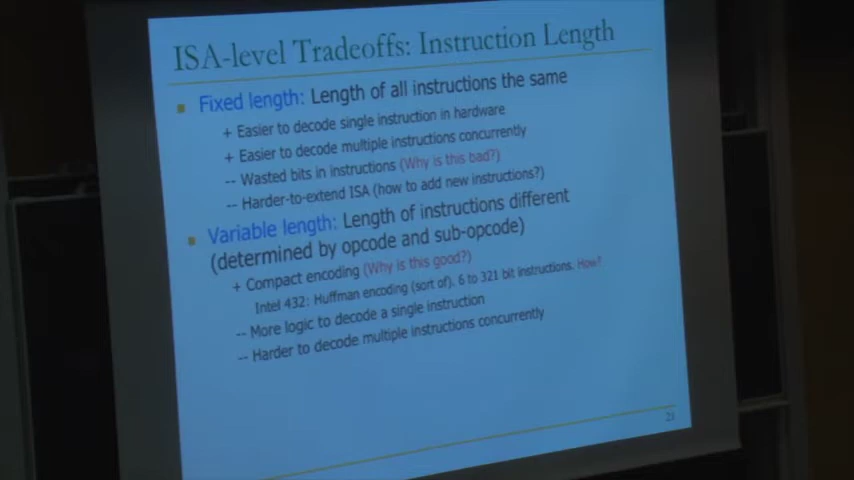 ISA-level Tradeoffs: Instruction Length
Fixed length: Length of all instructions the same
+ Easier to decode single instruction in hardware
+ Easier to decode multiple instructions concurrently
-- Wasted bits in instructions (Why is this bad?)
-- Harder-to-extend ISA (how to add new instructions?)
Variable length: Length of instructions different
(determined by opcode and sub-opcode)
+ Compact encoding (Why is this good?)
Intel 432: Huffman encoding (sort of). 6 to 321 bit instructions. How?
-- More logic to decode a single instruction
-- Harder to decode multiple instructions concurrently
21